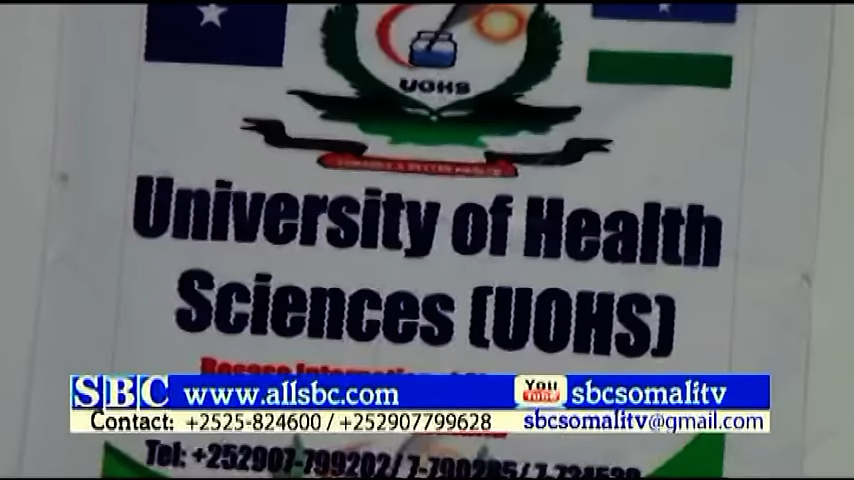 UOHS
University of Health
Sciences (UOHS)
SBC www.allsbc.com
You Tube sbcsomalitv
Contact: +2525-824600 / +252907799628
sbcsomalitv@gmail.com
Tel: +252907-799202/